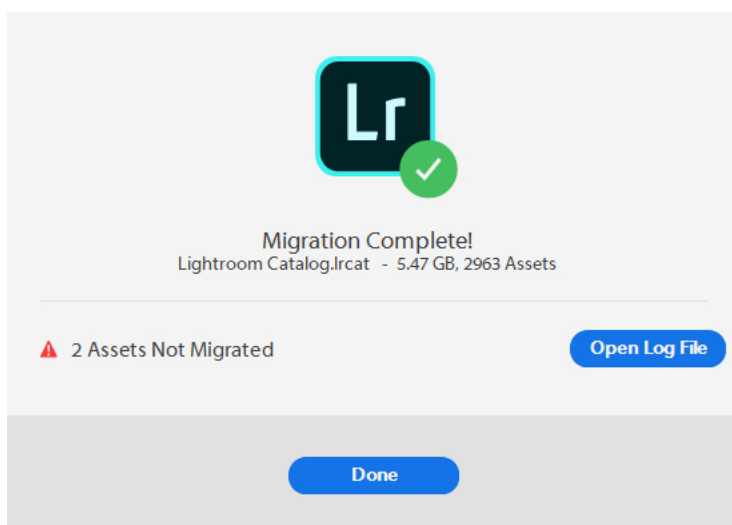 Lr
Migration Complete!
Lightroom Catalog.lrcat - 5.47 GB, 2963 Assets
2 Assets Not Migrated
Open Log File
Done